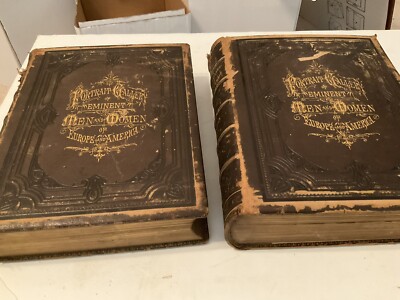 PORTRAIT GALLERY
OF
EMINENT
MEN AND WOMEN
OF
EUROPE AND AMERICA
PORTRAIT GALLERY
OF
EMINENT
MEN AND WOMEN
OF
EUROPE AND AMERICA